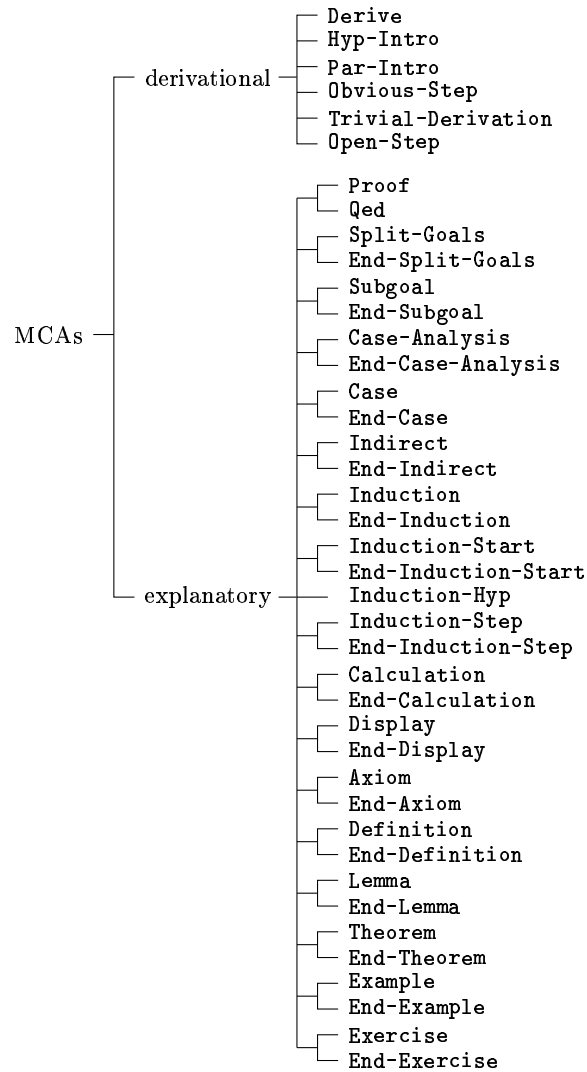 Derive
Hyp-Intro
Par-Intro
derivational
Obvious-Step
Trivial-Derivation
Open-Step
Proof
Qed
Split-Goals
End-Split-Goals
Subgoal
End-Subgoal
MCAs
Case-Analysis
End-Case-Analysis
Case
End-Case
Indirect
End-Indirect
Induction
End-Induction
Induction-Start
End-Induction-Start
explanatory
Induction-Hyp
Induction-Step
End-Induction-Step
Calculation
End-Calculation
Display
End-Display
Axiom
End-Axiom
Definition
End-Definition
Lemma
End-Lemma
Theorem
End-Theorem
Example
End-Example
Exercise
End-Exercise